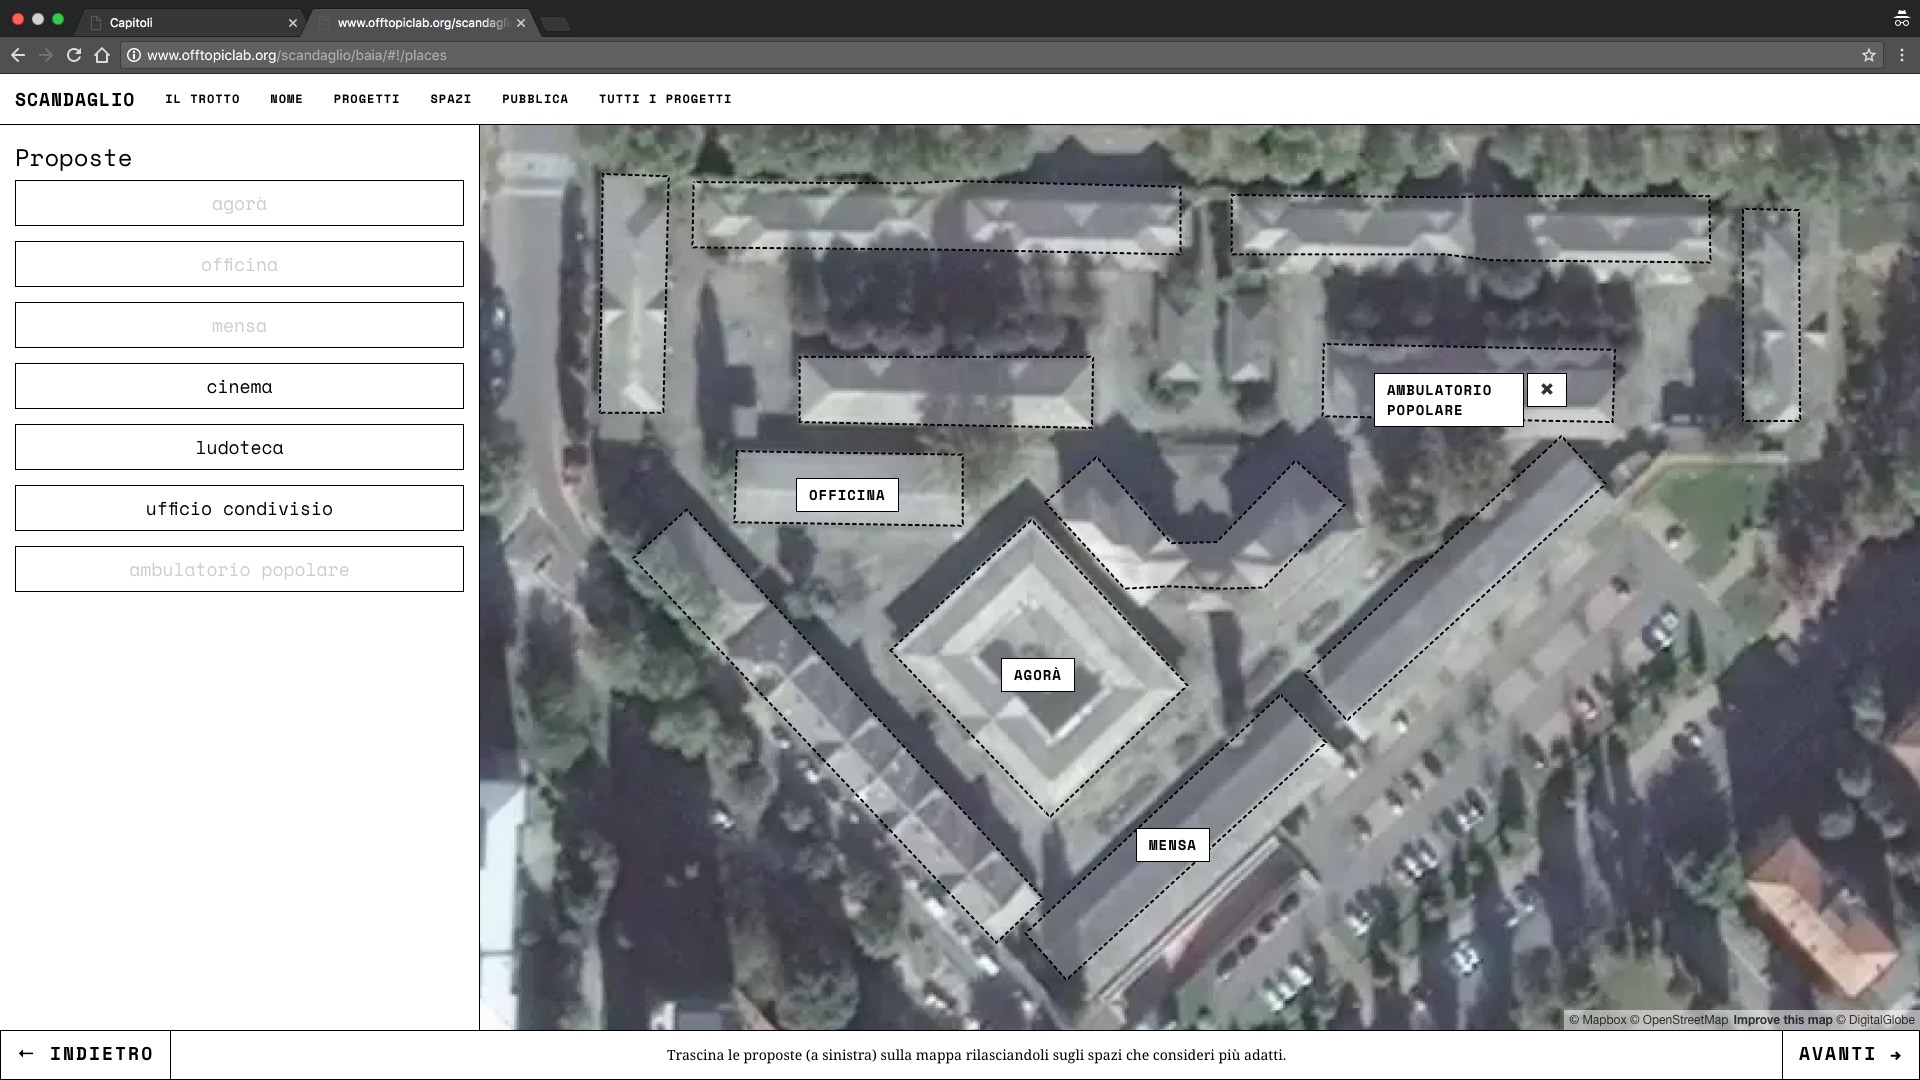 Capitoli
www.offtopiclab.org/scandagli
www.offtopiclab.org/scandaglio/baia/#!/places
SCANDAGLIO IL TROTTO NOME PROGETTI SPAZI PUBBLICA TUTTI I PROGETTI
Proposte
agorà
officina
mensa
cinema
ludoteca
ufficio condivisio
ambulatorio popolare
AMBULATORIO
POPOLARE
OFFICINA
AGORÀ
MENSA
© Mapbox © OpenStreetMap Improve this map © DigitalGlobe
← INDIETRO
Trascina le proposte (a sinistra) sulla mappa rilasciandoli sugli spazi che consideri più adatti.
AVANTI →